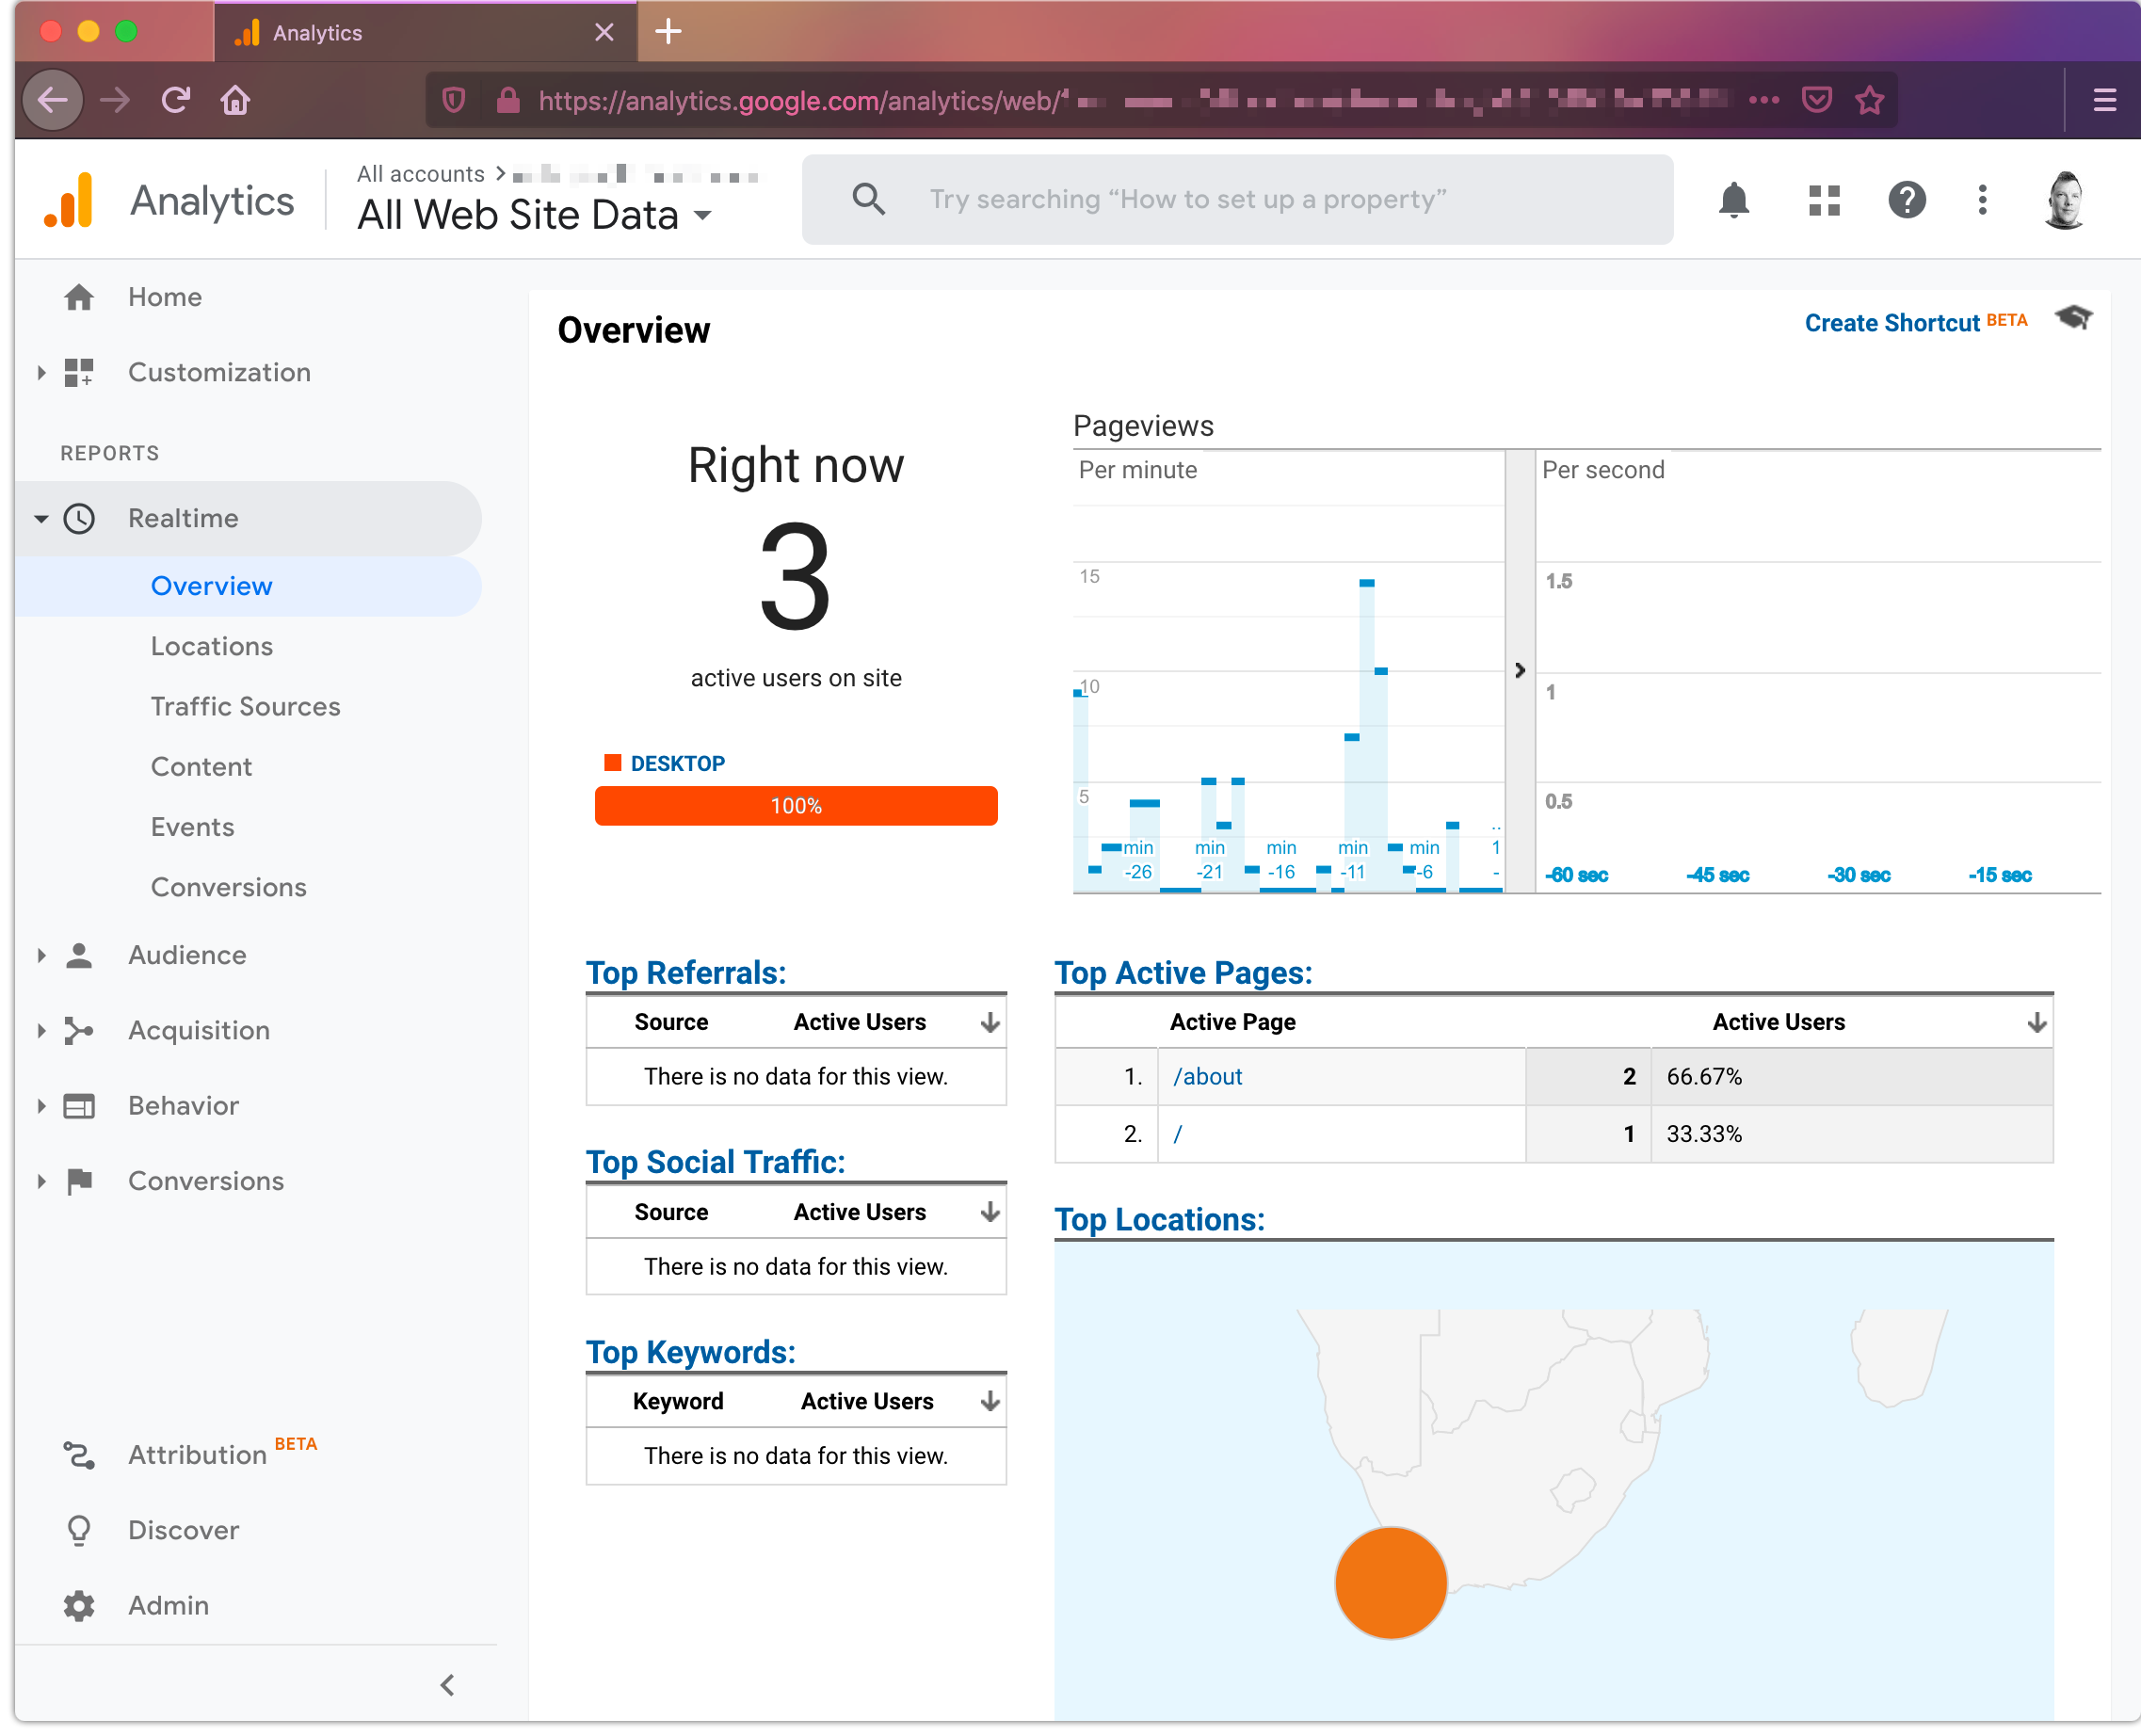 Analytics
https://analytics.google.com/analytics/web/
Analytics
All accounts >
All Web Site Data
Try searching “How to set up a property”
Home
Customization
REPORTS
Realtime
Overview
Locations
Traffic Sources
Content
Events
Conversions
Audience
Acquisition
Behavior
Conversions
Attribution BETA
Discover
Admin
Overview
Create Shortcut BETA
Right now
3
active users on site
DESKTOP
100%
Pageviews
Per minute
15
10
5
min -26
min -21
min -16
min -11
min -6
.. 1 -
Per second
1.5
1
0.5
-60 sec
-45 sec
-30 sec
-15 sec
Top Referrals:
Source Active Users
There is no data for this view.
Top Social Traffic:
Source Active Users
There is no data for this view.
Top Keywords:
Keyword Active Users
There is no data for this view.
Top Active Pages:
Active Page Active Users
1. /about 2 66.67%
2. / 1 33.33%
Top Locations: